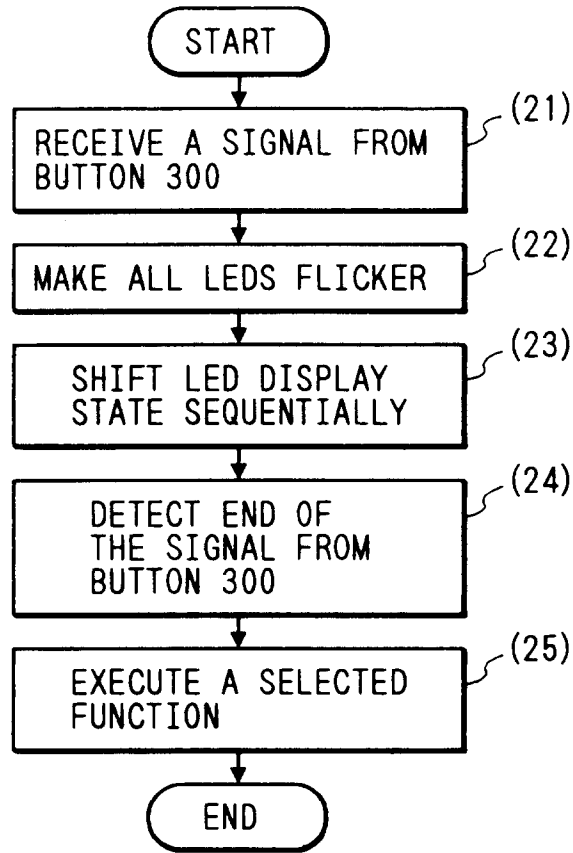 START
(21)
RECEIVE A SIGNAL FROM
BUTTON 300
(22)
MAKE ALL LEDS FLICKER
(23)
SHIFT LED DISPLAY
STATE SEQUENTIALLY
(24)
DETECT END OF
THE SIGNAL FROM
BUTTON 300
(25)
EXECUTE A SELECTED
FUNCTION
END